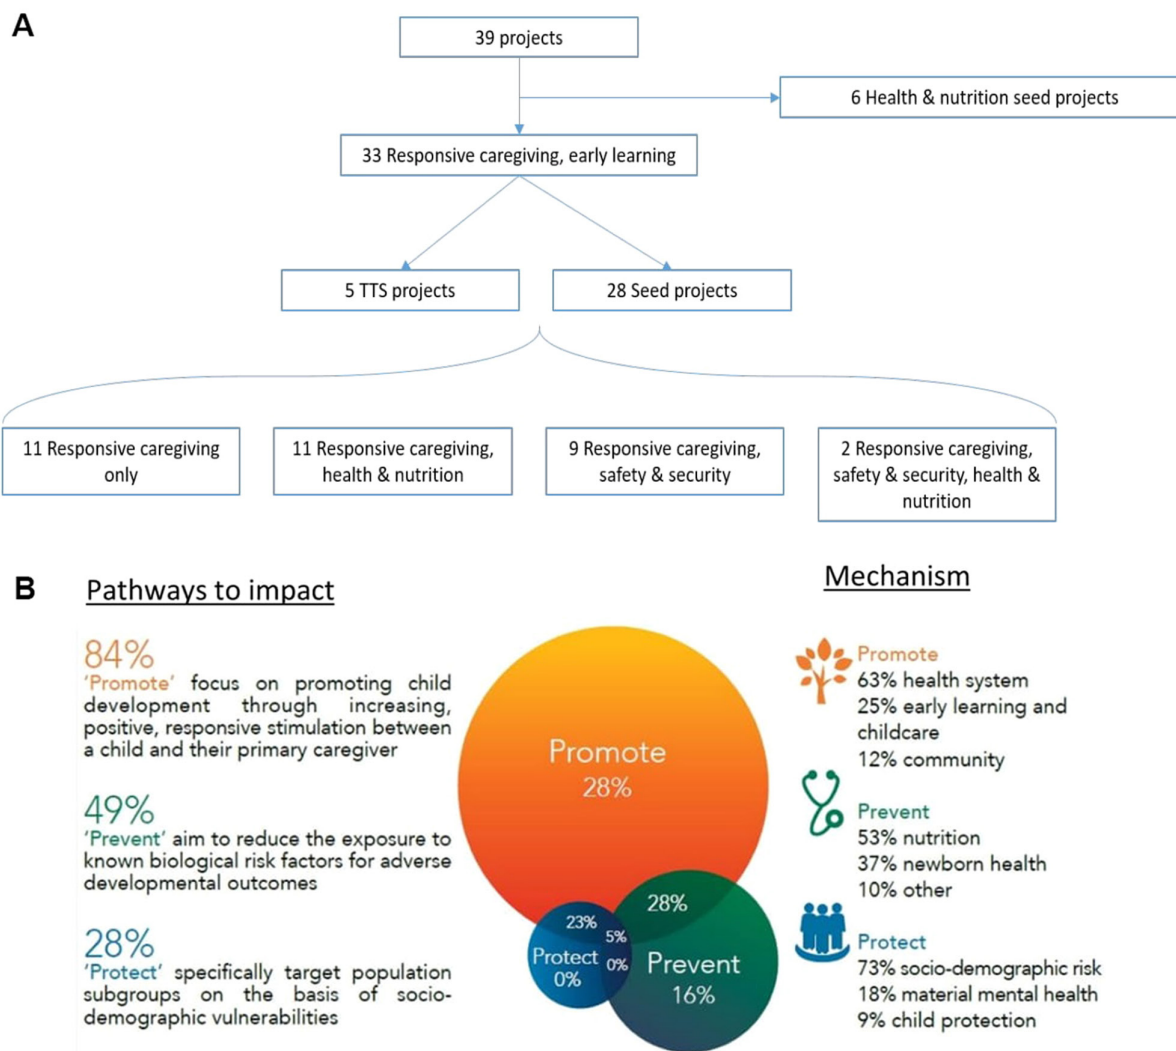 A
39 projects
6 Health & nutrition seed projects
33 Responsive caregiving, early learning
5 TTS projects
28 Seed projects
11 Responsive caregiving
only
11 Responsive caregiving,
health & nutrition
9 Responsive caregiving,
safety & security
2 Responsive caregiving,
safety & security, health &
nutrition
B
Pathways to impact
84%
'Promote' focus on promoting child
development through increasing,
positive, responsive stimulation between
a child and their primary caregiver
49%
'Prevent' aim to reduce the exposure to
known biological risk factors for adverse
developmental outcomes
28%
'Protect' specifically target population
subgroups on the basis of socio-
demographic vulnerabilities
Promote
28%
28%
23%
5%
Protect
0%
0%
Prevent
16%
Mechanism
Promote
63% health system
25% early learning and
childcare
12% community
Prevent
53% nutrition
37% newborn health
10% other
Protect
73% socio-demographic risk
18% material mental health
9% child protection